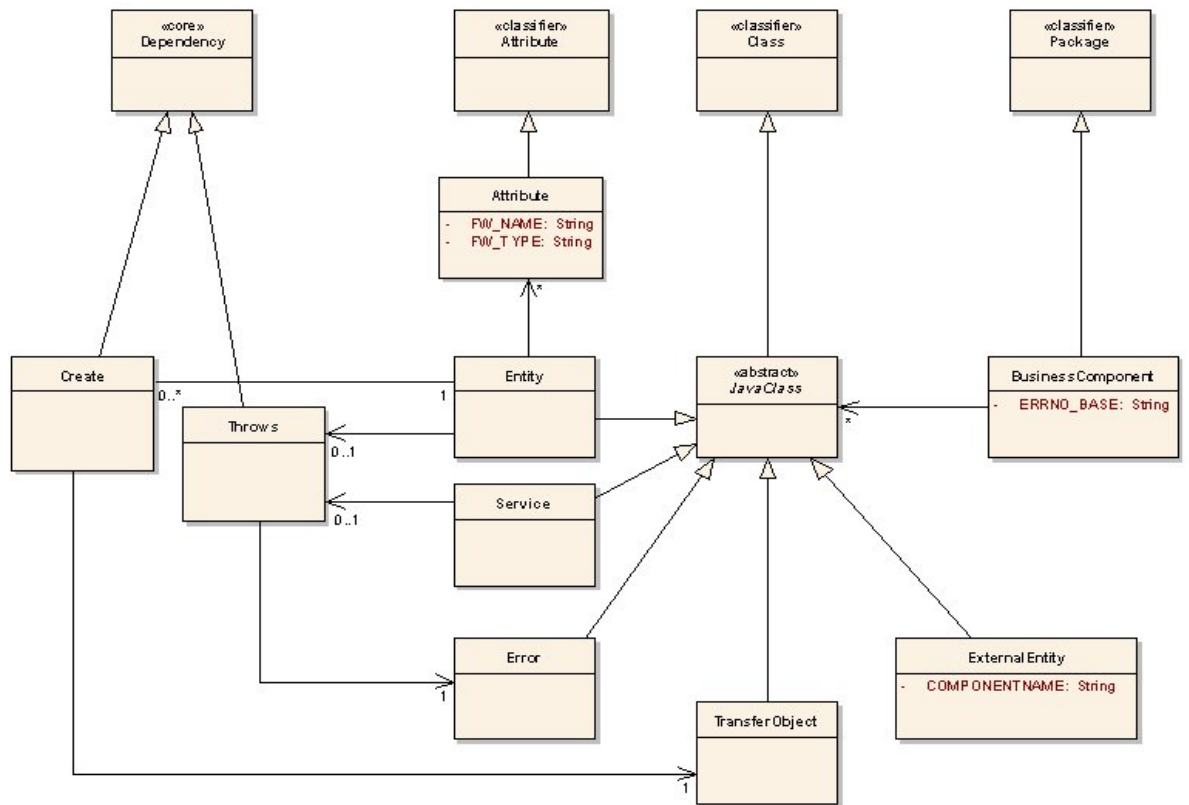 «core»
Dependency
«classifier»
Attribute
«classifier»
Class
«classifier»
Package
Attribute
- FW_NAME: String
- FW_TYPE: String
*
Create
0..*
1
Entity
«abstract»
JavaClass
*
BusinessComponent
- ERRNO_BASE: String
Throws
0..1
0..1
Service
Error
1
ExternalEntity
- COMPONENTNAME: String
TransferObject
1